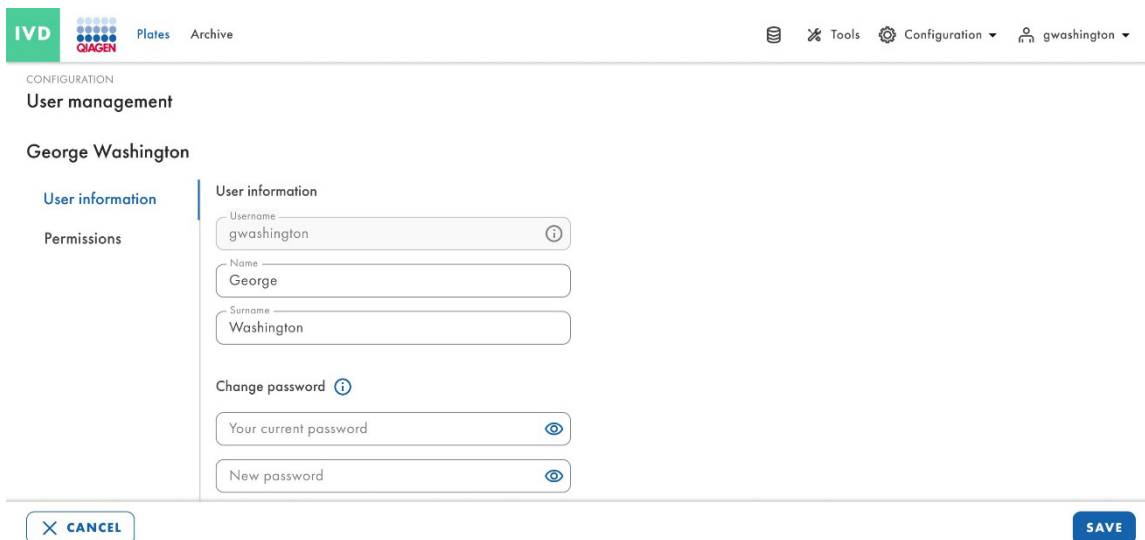 IVD
QIAGEN
Plates Archive
Tools Configuration gwashington
CONFIGURATION
User management
George Washington
User information
Permissions
User information
Username
gwashington
Name
George
Surname
Washington
Change password
Your current password
New password
CANCEL
SAVE